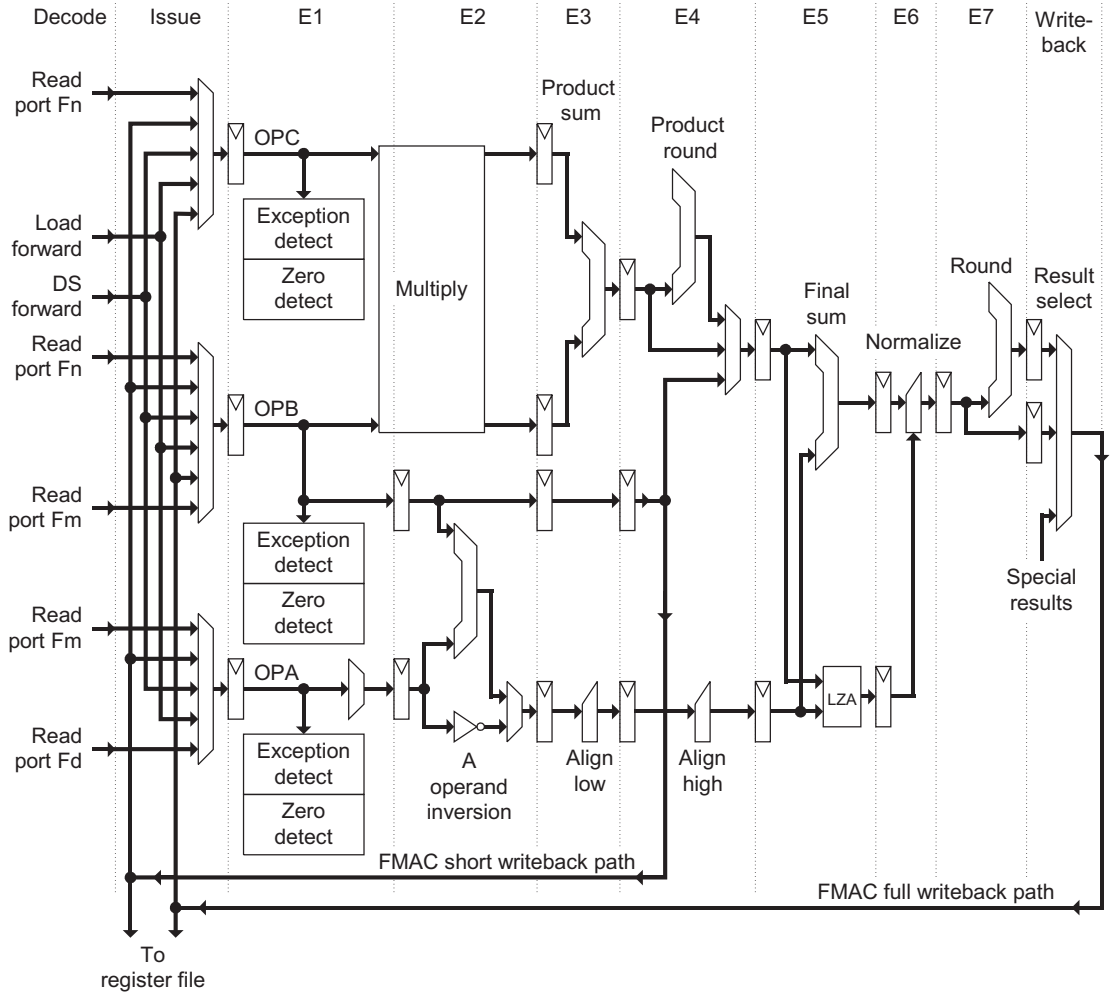 Decode
Issue
E1
E2
E3
E4
E5
E6
E7
Write-
back
Read
port Fn
Load
forward
DS
forward
Read
port Fn
Read
port Fm
Read
port Fm
Read
port Fd
OPC
Exception
detect
Zero
detect
OPB
Exception
detect
Zero
detect
OPA
Exception
detect
Zero
detect
Multiply
A
operand
inversion
Product
sum
Align
low
Product
round
Align
high
Final
sum
LZA
Normalize
Round
Result
select
Special
results
FMAC short writeback path
FMAC full writeback path
To
register file